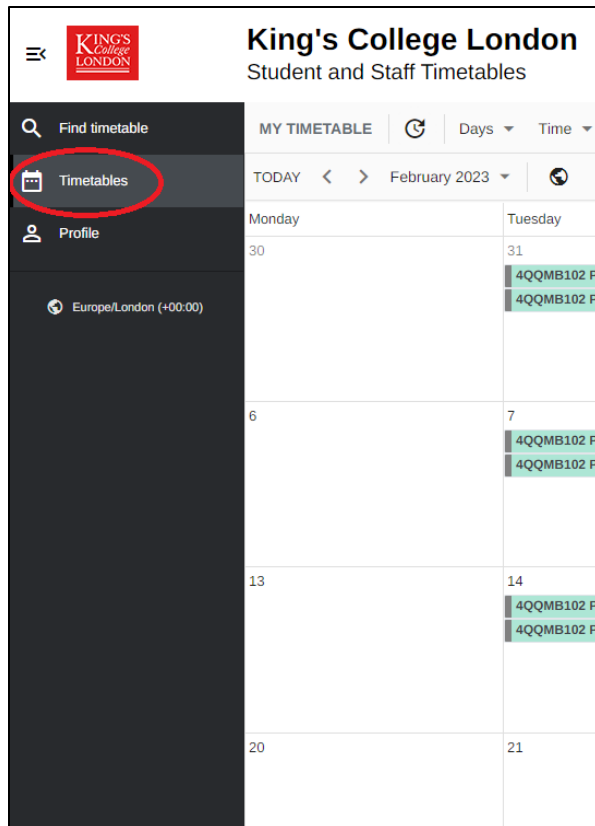 KING'S
College
LONDON
King's College London
Student and Staff Timetables
Find timetable
Timetables
Profile
Europe/London (+00:00)
MY TIMETABLE Days Time
TODAY February 2023
Monday Tuesday
30 31
4QQMB102
4QQMB102
6 7
4QQMB102
4QQMB102
13 14
4QQMB102
4QQMB102
20 21